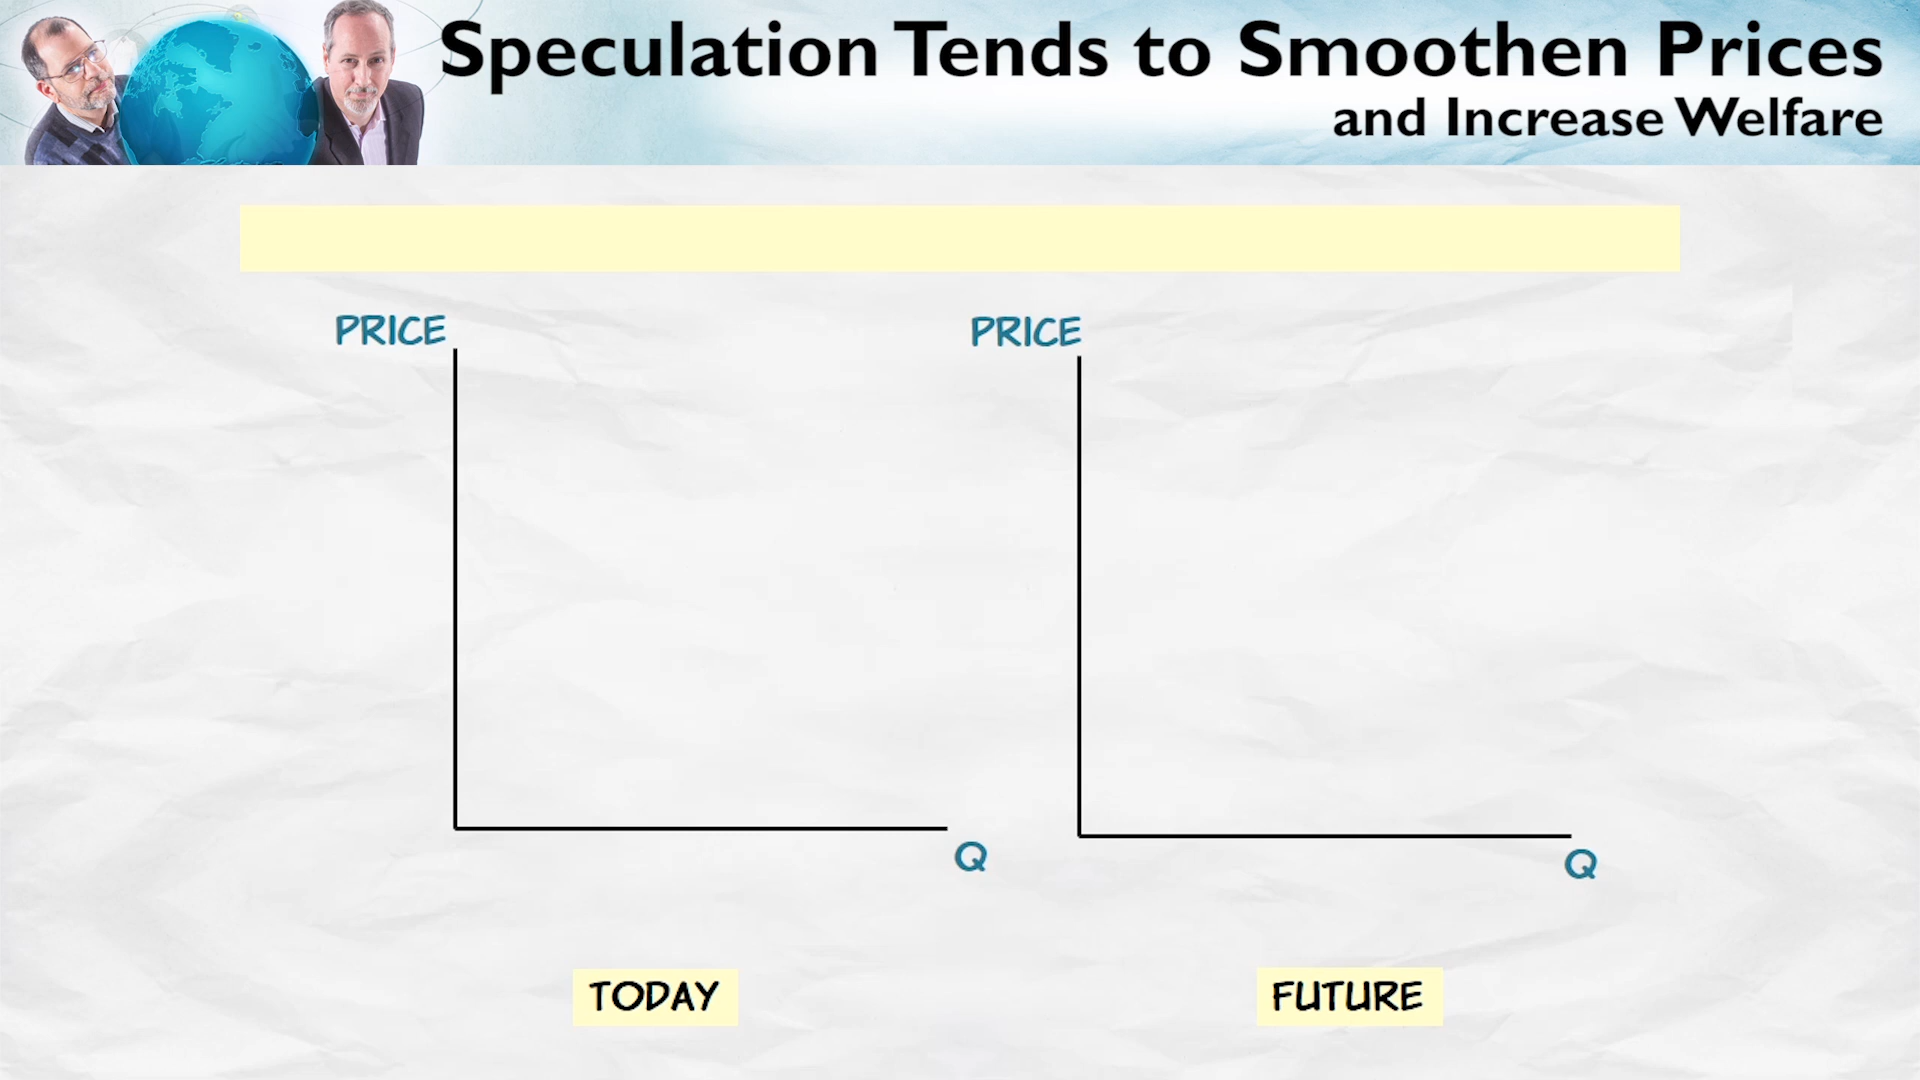 Speculation Tends to Smoothen Prices
and Increase Welfare
PRICE
PRICE
Q
Q
TODAY
FUTURE